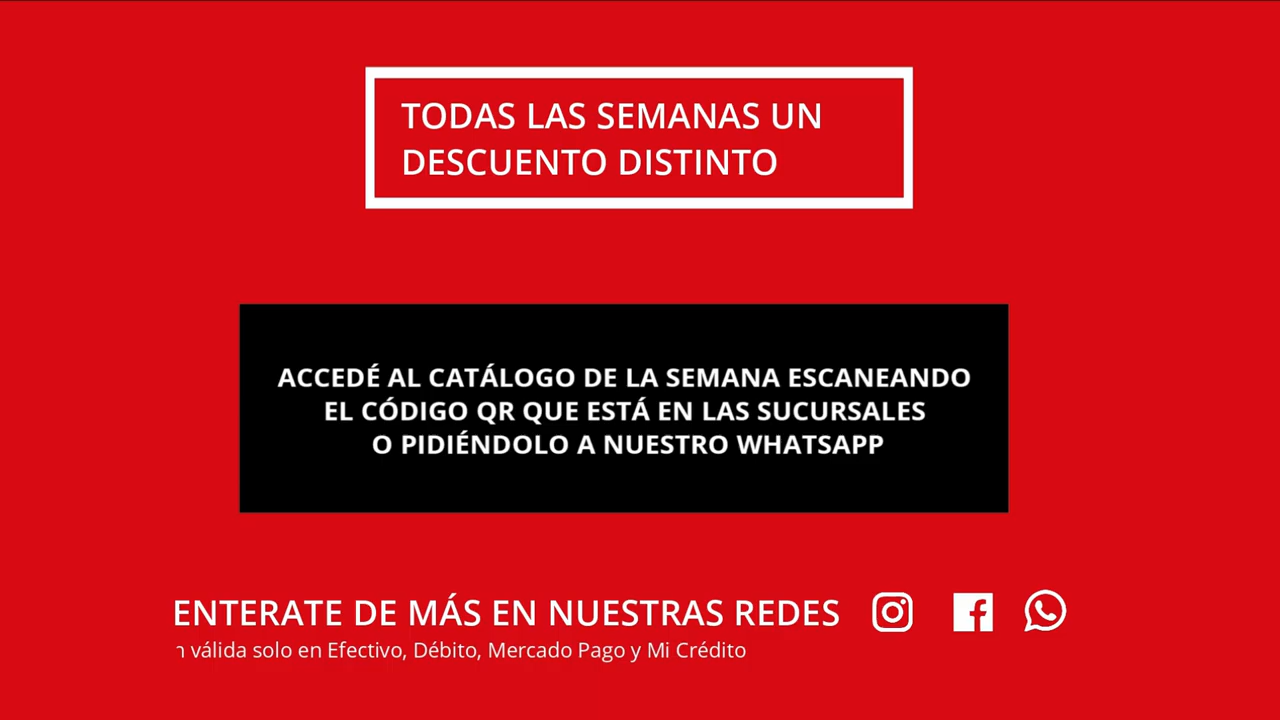 TODAS LAS SEMANAS UN
DESCUENTO DISTINTO
ACCEDÉ AL CATÁLOGO DE LA SEMANA ESCANEANDO
EL CÓDIGO QR QUE ESTÁ EN LAS SUCURSALES
O PIDIÉNDOLO A NUESTRO WHATSAPP
ENTERATE DE MÁS EN NUESTRAS REDES
válida solo en Efectivo, Débito, Mercado Pago y Mi Crédito